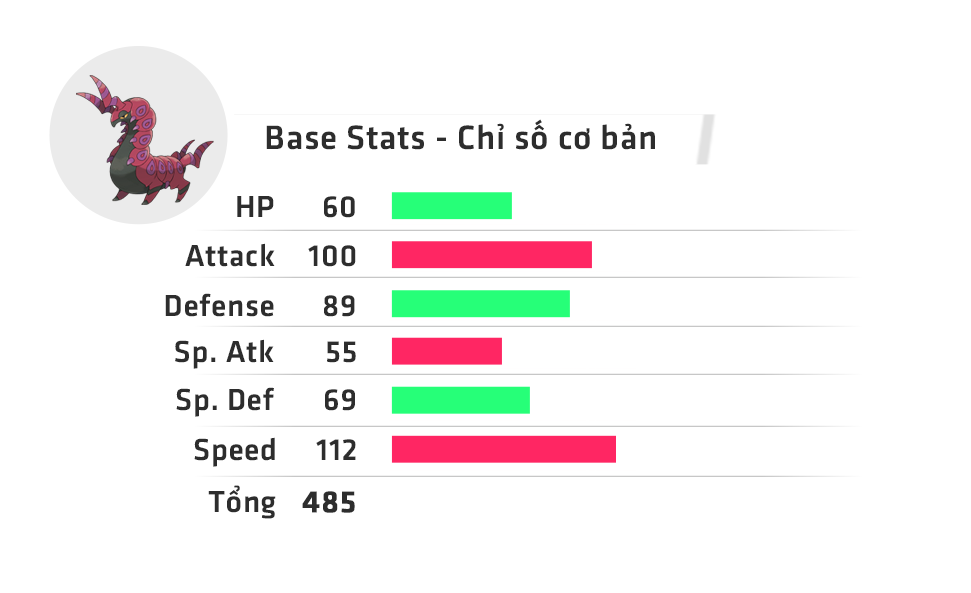 Base Stats - Chỉ số cơ bản
HP 60
Attack 100
Defense 89
Sp. Atk 55
Sp. Def 69
Speed 112
Tổng 485